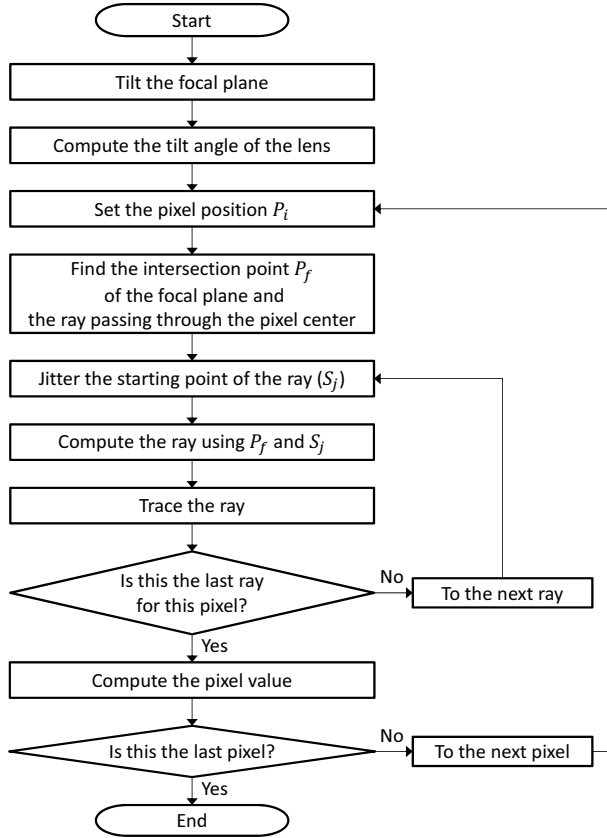 Start
Tilt the focal plane
Compute the tilt angle of the lens
Set the pixel position P_i
Find the intersection point P_f
of the focal plane and
the ray passing through the pixel center
Jitter the starting point of the ray (S_j)
Compute the ray using P_f and S_j
Trace the ray
Is this the last ray
for this pixel?
No
To the next ray
Yes
Compute the pixel value
Is this the last pixel?
No
To the next pixel
Yes
End